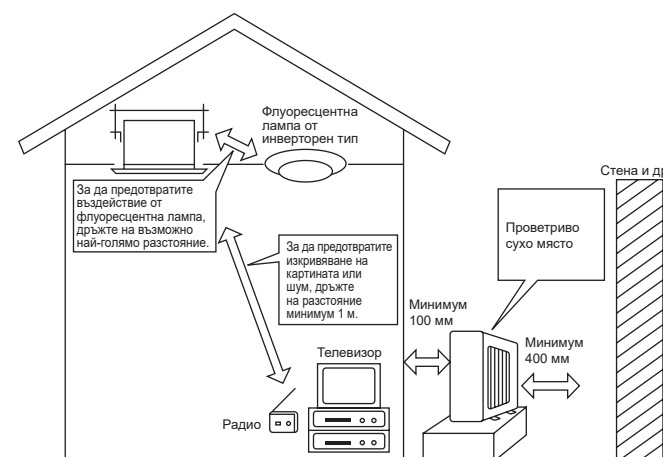 Флуоресцентна
лампа от
инверторен тип
Стена и др
За да предотвратите
въздействие от
флуоресцентна лампа,
дръжте на възможно
най-голямо разстояние.
Проветриво
сухо място
За да предотвратите
изкривяване на
картината или
шум, дръжте
на разстояние
минимум 1 м.
Минимум
100 мм
Минимум
400 мм
Телевизор
Радио